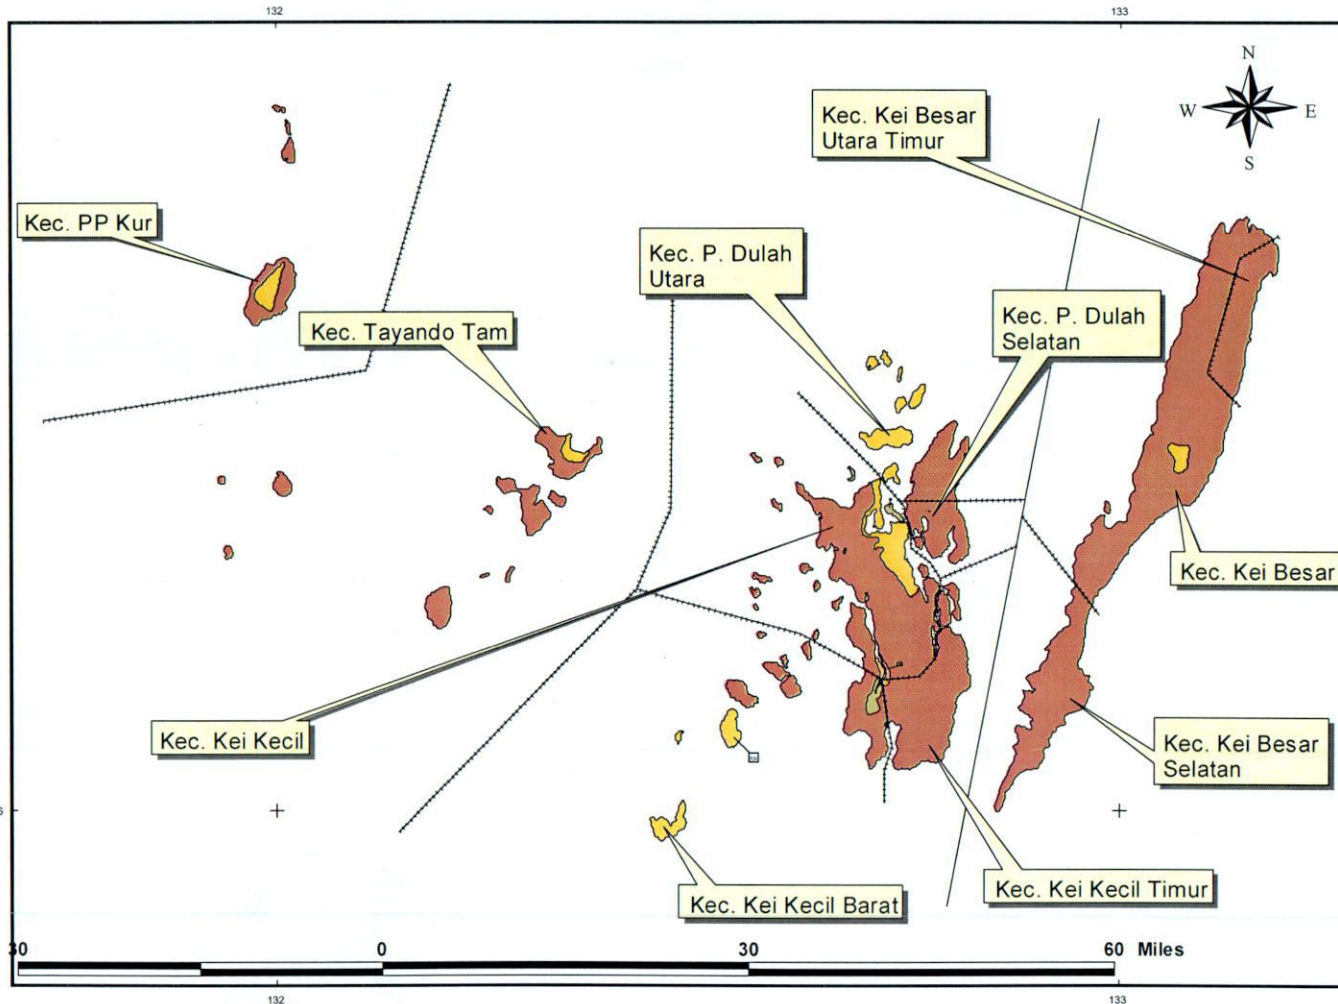 132
133
N
W
E
S
Kec. Kei Besar
Utara Timur
Kec. PP Kur
Kec. P. Dulah
Utara
Kec. Tayando Tam
Kec. P. Dulah
Selatan
Kec. Kei Besar
Kec. Kei Kecil
Kec. Kei Besar
Selatan
6
Kec. Kei Kecil Timur
Kec. Kei Kecil Barat
30
0
30
60 Miles
132
133